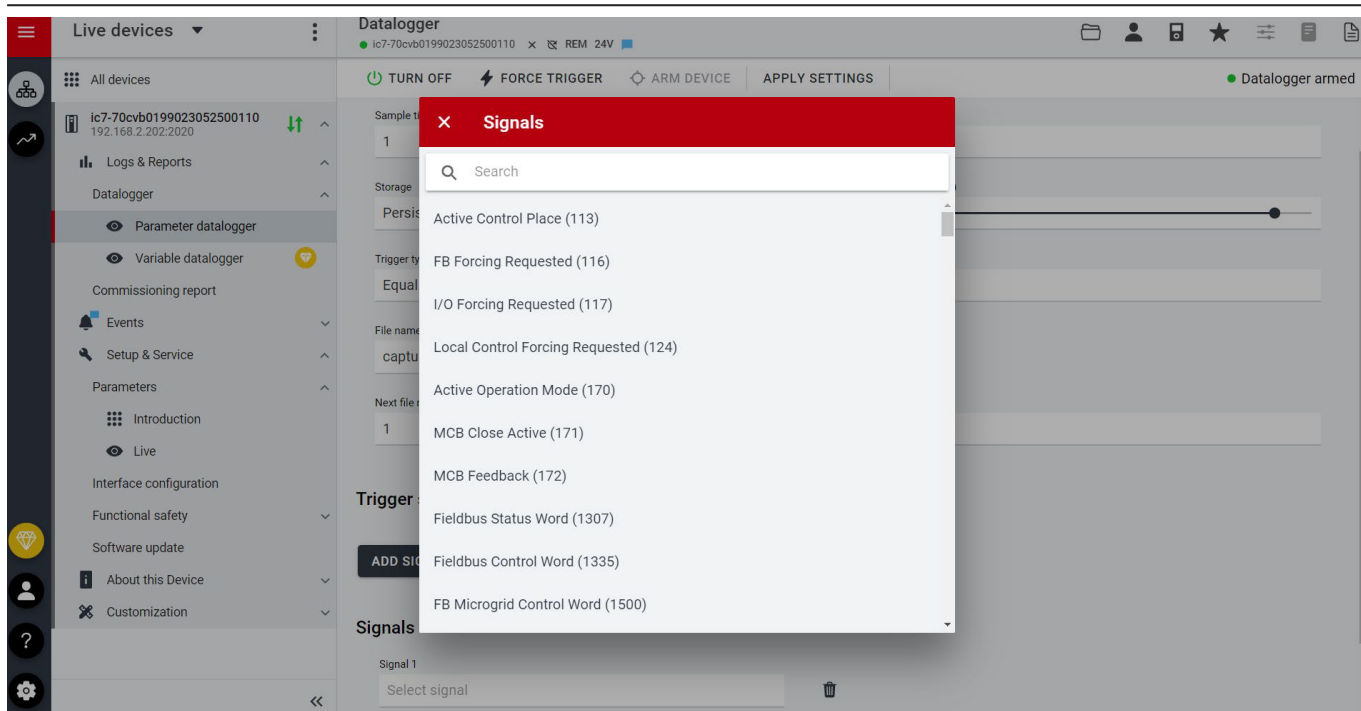 Live devices
Datalogger
ic7-70cvb0199023052500110 REM 24V
All devices
TURN OFF
FORCE TRIGGER
ARM DEVICE
APPLY SETTINGS
Datalogger armed
ic7-70cvb0199023052500110
192.168.2.202:2020
Logs & Reports
Datalogger
Parameter datalogger
Variable datalogger
Commissioning report
Events
Setup & Service
Parameters
Introduction
Live
Interface configuration
Functional safety
Software update
About this Device
Customization
?
Sample
1
Storage
Trigger
Equal
File name
Next file
1
Trigger
Signals
Search
Active Control Place (113)
FB Forcing Requested (116)
I/O Forcing Requested (117)
Local Control Forcing Requested (124)
Active Operation Mode (170)
MCB Close Active (171)
MCB Feedback (172)
Fieldbus Status Word (1307)
Fieldbus Control Word (1335)
FB Microgrid Control Word (1500)
ADD
Signals
Signal 1
Select signal